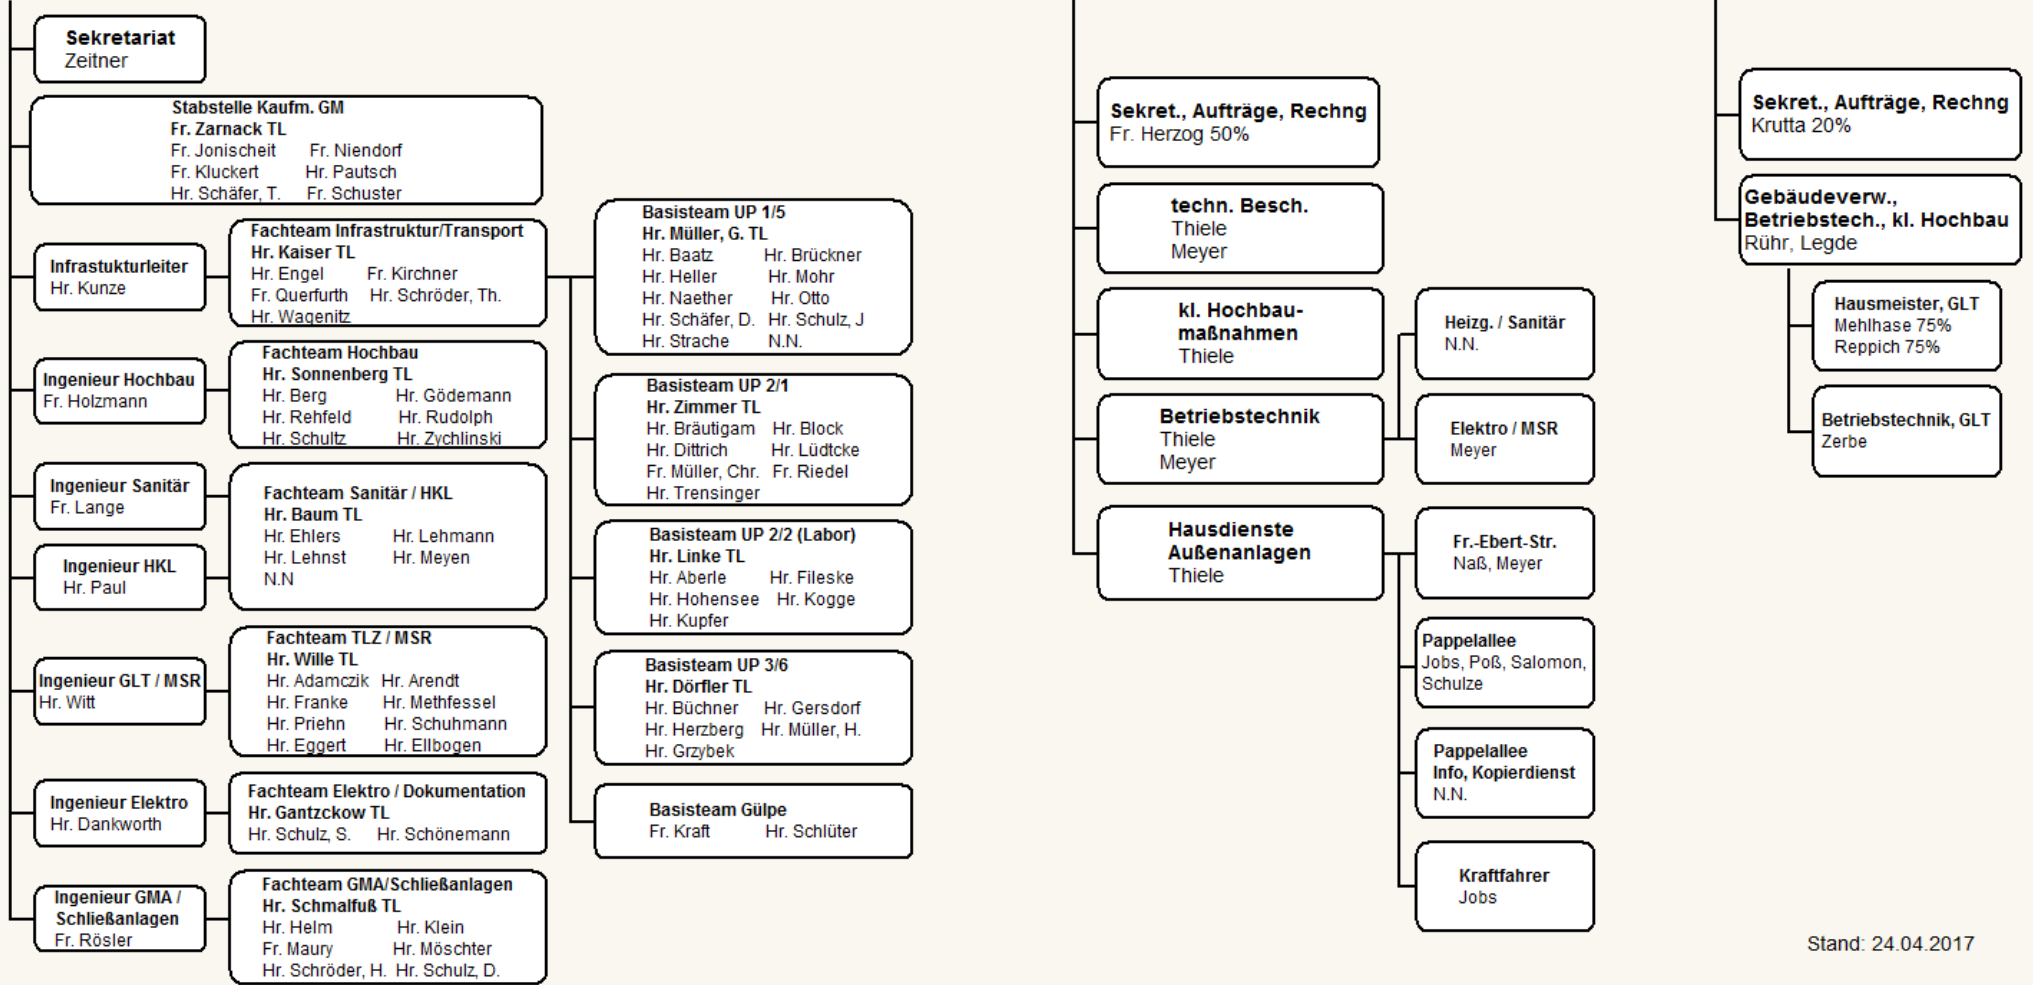 Sekretariat
Zeitner
Stabstelle Kaufm. GM
Fr. Zarnack TL
Fr. Jonischeit Fr. Niendorf
Fr. Kluckert Hr. Pautsch
Hr. Schäfer, T. Fr. Schuster
Infrastukturleiter
Hr. Kunze
Fachteam Infrastruktur/Transport
Hr. Kaiser TL
Hr. Engel Fr. Kirchner
Fr. Querfurth Hr. Schröder, Th.
Hr. Wagenitz
Ingenieur Hochbau
Fr. Holzmann
Fachteam Hochbau
Hr. Sonnenberg TL
Hr. Berg Hr. Gödemann
Hr. Rehfeld Hr. Rudolph
Hr. Schultz Hr. Zychlinski
Ingenieur Sanitär
Fr. Lange
Ingenieur HKL
Hr. Paul
Fachteam Sanitär / HKL
Hr. Baum TL
Hr. Ehlers Hr. Lehmann
Hr. Lehnst Hr. Meyen
N.N
Ingenieur GLT / MSR
Hr. Witt
Fachteam TLZ / MSR
Hr. Wille TL
Hr. Adamczik Hr. Arendt
Hr. Franke Hr. Methfessel
Hr. Priehn Hr. Schuhmann
Hr. Eggert Hr. Ellbogen
Ingenieur Elektro
Hr. Dankworth
Fachteam Elektro / Dokumentation
Hr. Gantzckow TL
Hr. Schulz, S. Hr. Schönemann
Ingenieur GMA /
Schließanlagen
Fr. Rösler
Fachteam GMA/Schließanlagen
Hr. Schmalfuß TL
Hr. Helm Hr. Klein
Fr. Maury Hr. Möschter
Hr. Schröder, H. Hr. Schulz, D.
Basisteam UP 1/5
Hr. Müller, G. TL
Hr. Baatz Hr. Brückner
Hr. Heller Hr. Mohr
Hr. Naether Hr. Otto
Hr. Schäfer, D. Hr. Schulz, J
Hr. Strache N.N.
Basisteam UP 2/1
Hr. Zimmer TL
Hr. Bräutigam Hr. Block
Hr. Dittrich Hr. Lüdtcke
Fr. Müller, Chr. Fr. Riedel
Hr. Trensinger
Basisteam UP 2/2 (Labor)
Hr. Linke TL
Hr. Aberle Hr. Fileske
Hr. Hohensee Hr. Kogge
Hr. Kupfer
Basisteam UP 3/6
Hr. Dörfler TL
Hr. Büchner Hr. Gersdorf
Hr. Herzberg Hr. Müller, H.
Hr. Grzybek
Basisteam Gülpe
Fr. Kraft Hr. Schlüter
Sekret., Aufträge, Rechng
Fr. Herzog 50%
techn. Besch.
Thiele
Meyer
kl. Hochbau-
maßnahmen
Thiele
Betriebstechnik
Thiele
Meyer
Hausdienste
Außenanlagen
Thiele
Heizg. / Sanitär
N.N.
Elektro / MSR
Meyer
Fr.-Ebert-Str.
Naß, Meyer
Pappelallee
Jobs, Poß, Salomon,
Schulze
Pappelallee
Info, Kopierdienst
N.N.
Kraftfahrer
Jobs
Sekret., Aufträge, Rechng
Krutta 20%
Gebäudeverw.,
Betriebstech., kl. Hochbau
Rühr, Legde
Hausmeister, GLT
Mehlhase 75%
Reppich 75%
Betriebstechnik, GLT
Zerbe
Stand: 24.04.2017